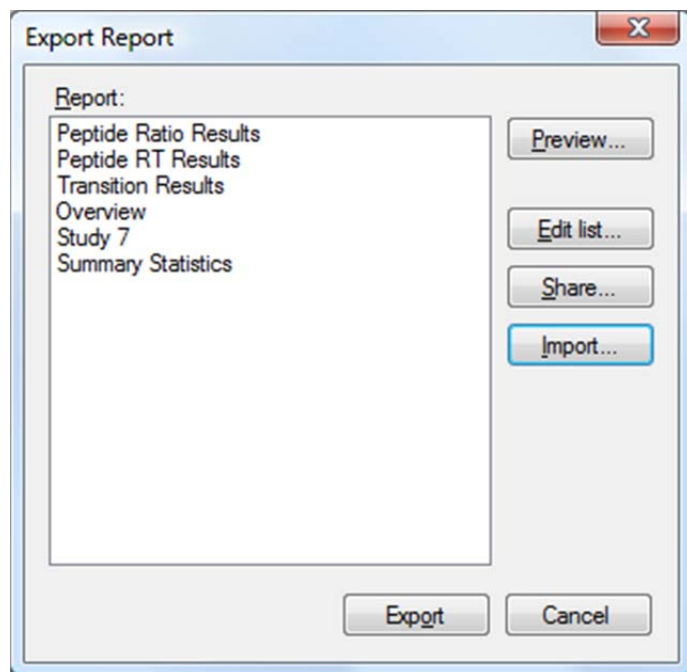 Export Report
Report:
Peptide Ratio Results
Peptide RT Results
Transition Results
Overview
Study 7
Summary Statistics
Preview...
Edit list...
Share...
Import...
Export
Cancel